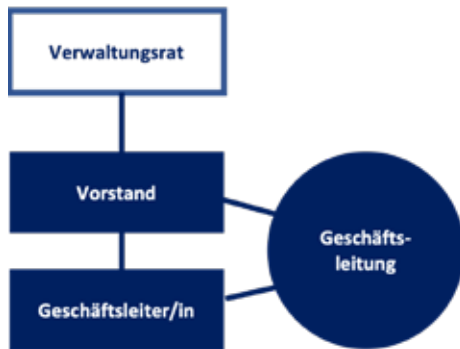 Verwaltungsrat
Vorstand
Geschäfts-
leitung
Geschäftsleiter/in